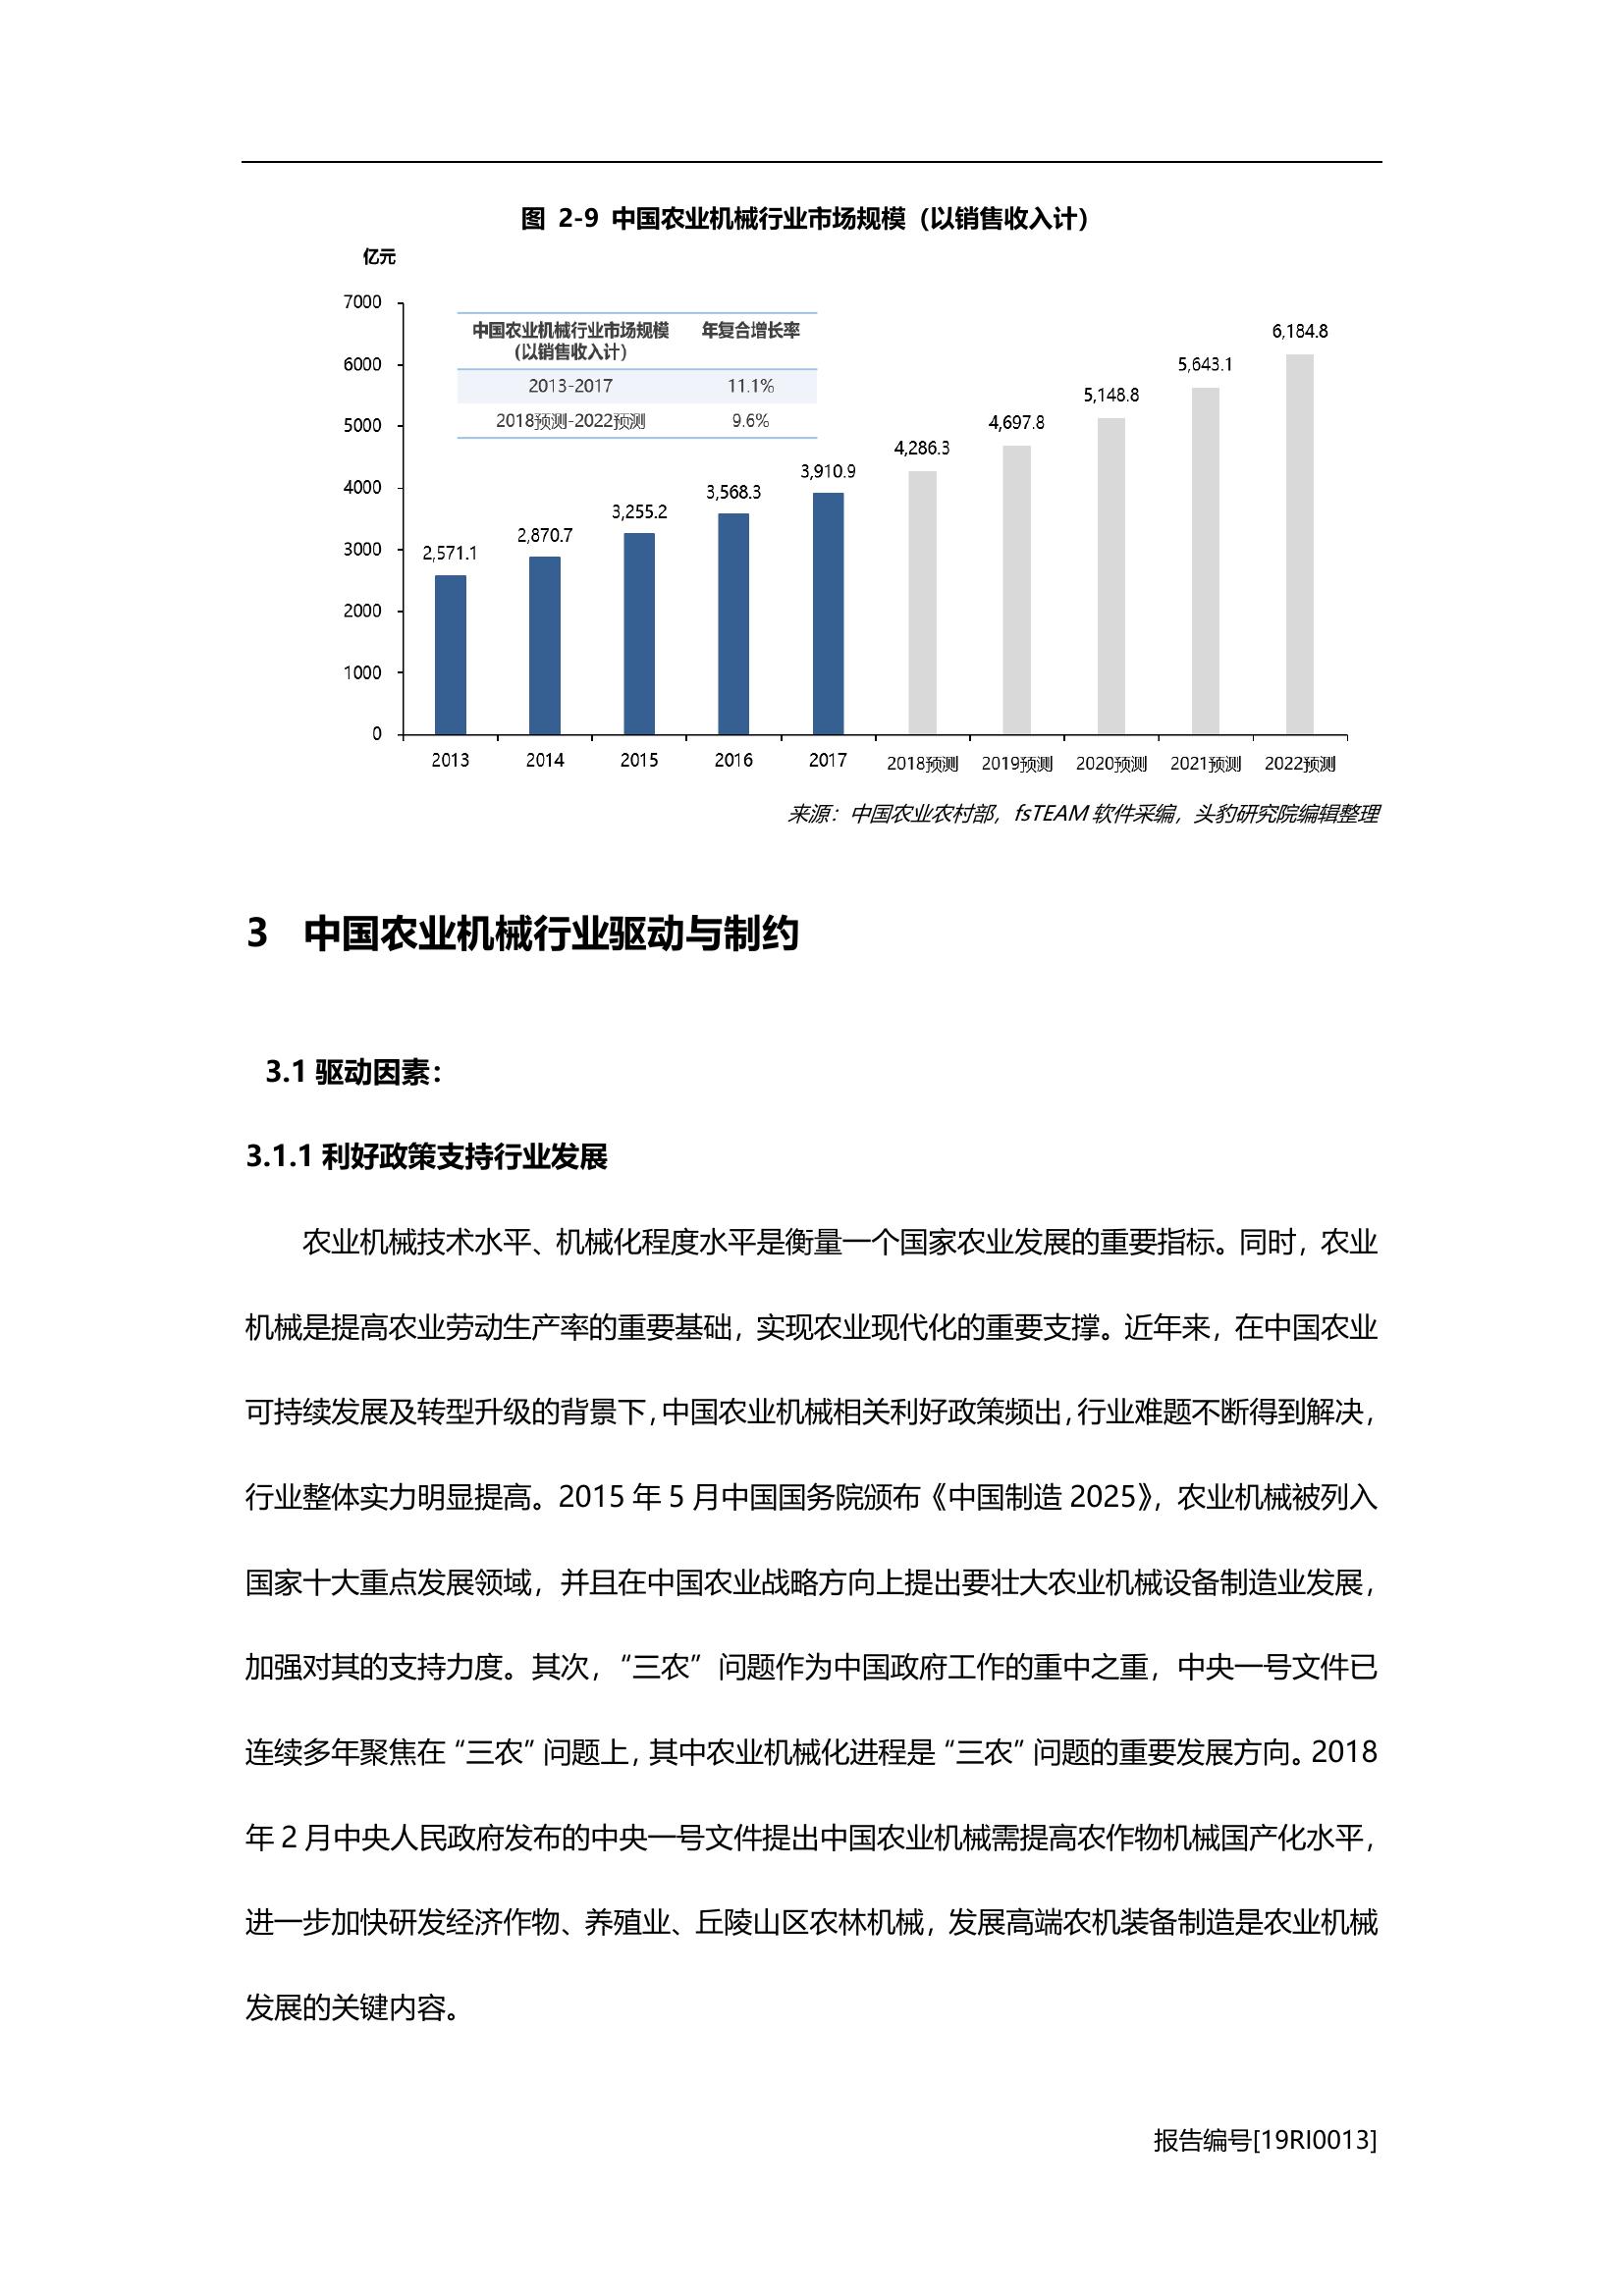 图 2-9 中国农业机械行业市场规模（以销售收入计）
亿元
7000
6000
5000
4000
3000
2000
1000
0
中国农业机械行业市场规模 年复合增长率
（以销售收入计）
2013-2017 11.1%
2018预测-2022预测 9.6%
2,571.1
2,870.7
3,255.2
3,568.3
3,910.9
4,286.3
4,697.8
5,148.8
5,643.1
6,184.8
2013 2014 2015 2016 2017 2018预测 2019预测 2020预测 2021预测 2022预测
来源：中国农业农村部，fsTEAM 软件采编，头豹研究院编辑整理
3 中国农业机械行业驱动与制约
3.1 驱动因素：
3.1.1 利好政策支持行业发展
农业机械技术水平、机械化程度水平是衡量一个国家农业发展的重要指标。同时，农业
机械是提高农业劳动生产率的重要基础，实现农业现代化的重要支撑。近年来，在中国农业
可持续发展及转型升级的背景下，中国农业机械相关利好政策频出，行业难题不断得到解决，
行业整体实力明显提高。2015 年 5 月中国国务院颁布《中国制造 2025》，农业机械被列入
国家十大重点发展领域，并且在中国农业战略方向上提出要壮大农业机械设备制造业发展，
加强对其的支持力度。其次，“三农” 问题作为中国政府工作的重中之重，中央一号文件已
连续多年聚焦在 “三农” 问题上，其中农业机械化进程是 “三农” 问题的重要发展方向。2018
年 2 月中央人民政府发布的中央一号文件提出中国农业机械需提高农作物机械国产化水平，
进一步加快研发经济作物、养殖业、丘陵山区农林机械，发展高端农机装备制造是农业机械
发展的关键内容。
报告编号[19RI0013]